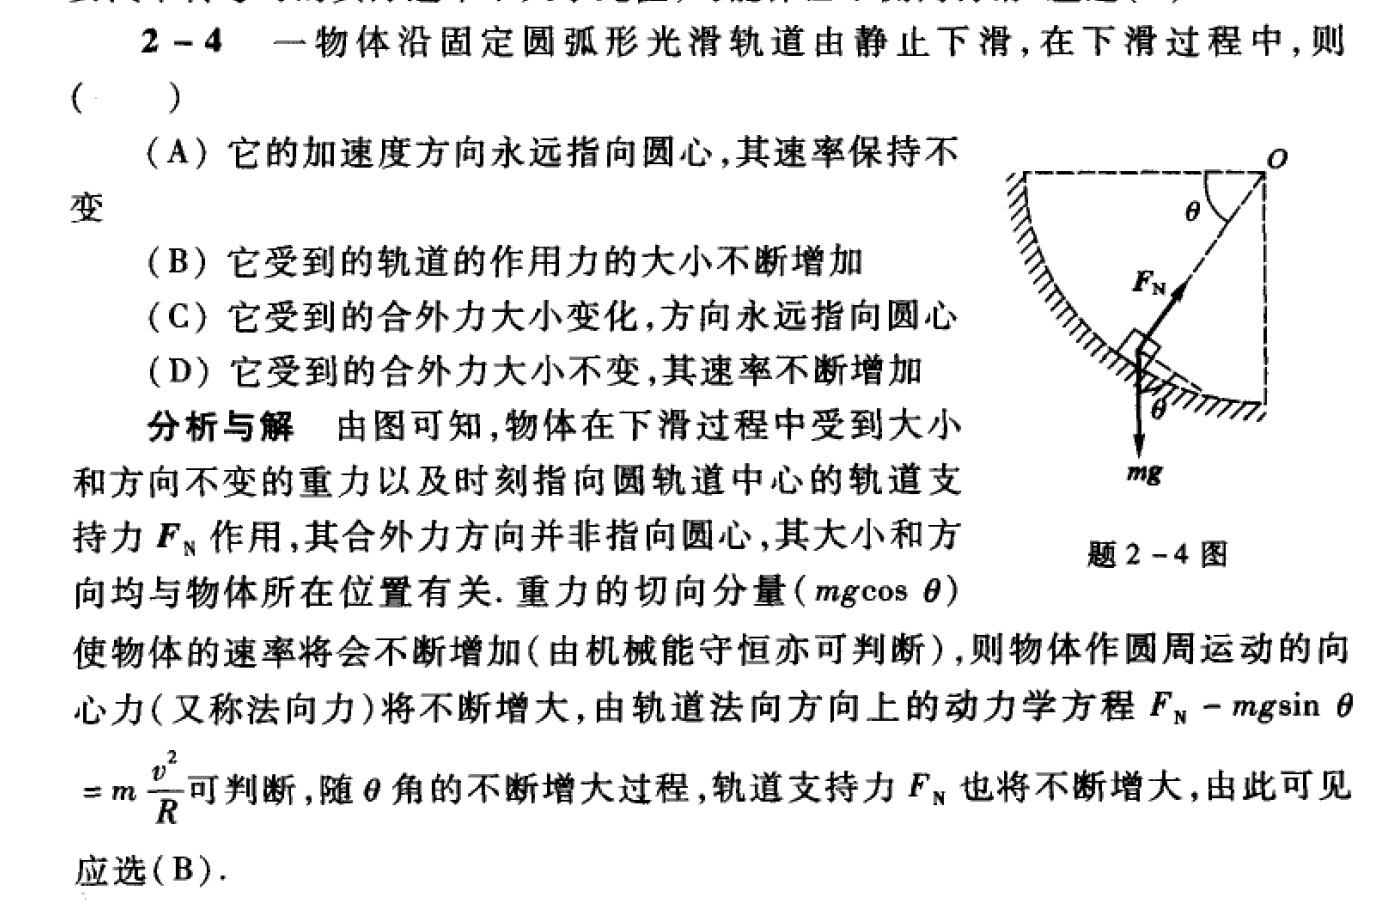 2-4 一物体沿固定圆弧形光滑轨道由静止下滑,在下滑过程中,则
( )
(A) 它的加速度方向永远指向圆心,其速率保持不
变
(B) 它受到的轨道的作用力的大小不断增加
(C) 它受到的合外力大小变化,方向永远指向圆心
(D) 它受到的合外力大小不变,其速率不断增加
O
θ
F_N
θ
mg
题 2-4 图
分析与解 由图可知,物体在下滑过程中受到大小
和方向不变的重力以及时刻指向圆轨道中心的轨道支
持力 F_N 作用,其合外力方向并非指向圆心,其大小和方
向均与物体所在位置有关. 重力的切向分量(mgcos θ)
使物体的速率将会不断增加(由机械能守恒亦可判断),则物体作圆周运动的向
心力(又称法向力)将不断增大,由轨道法向方向上的动力学方程 F_N - mgsin θ
= m v²/R 可判断,随 θ 角的不断增大过程,轨道支持力 F_N 也将不断增大,由此可见
应选(B).